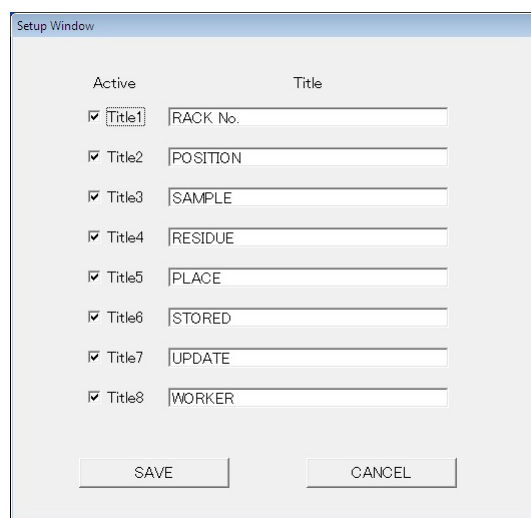 Setup Window
Active Title
Title1 RACK No.
Title2 POSITION
Title3 SAMPLE
Title4 RESIDUE
Title5 PLACE
Title6 STORED
Title7 UPDATE
Title8 WORKER
SAVE CANCEL